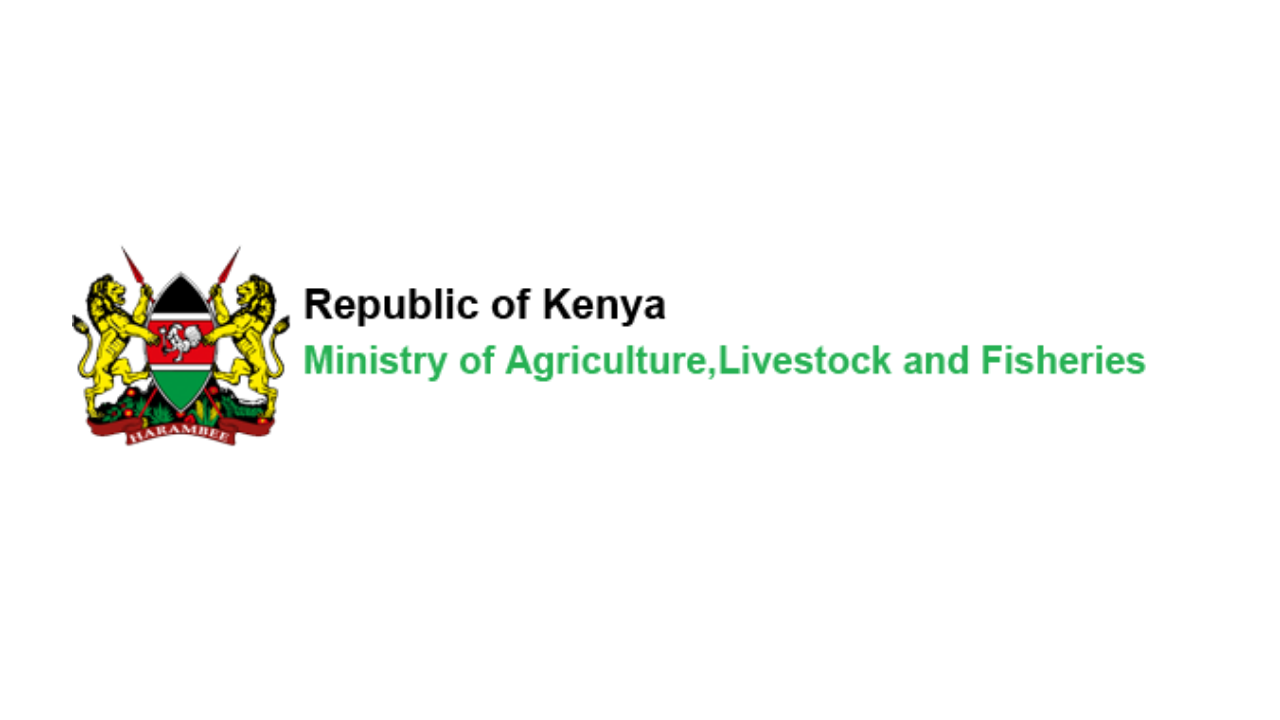 Republic of Kenya
Ministry of Agriculture,Livestock and Fisheries
HARAMBEE